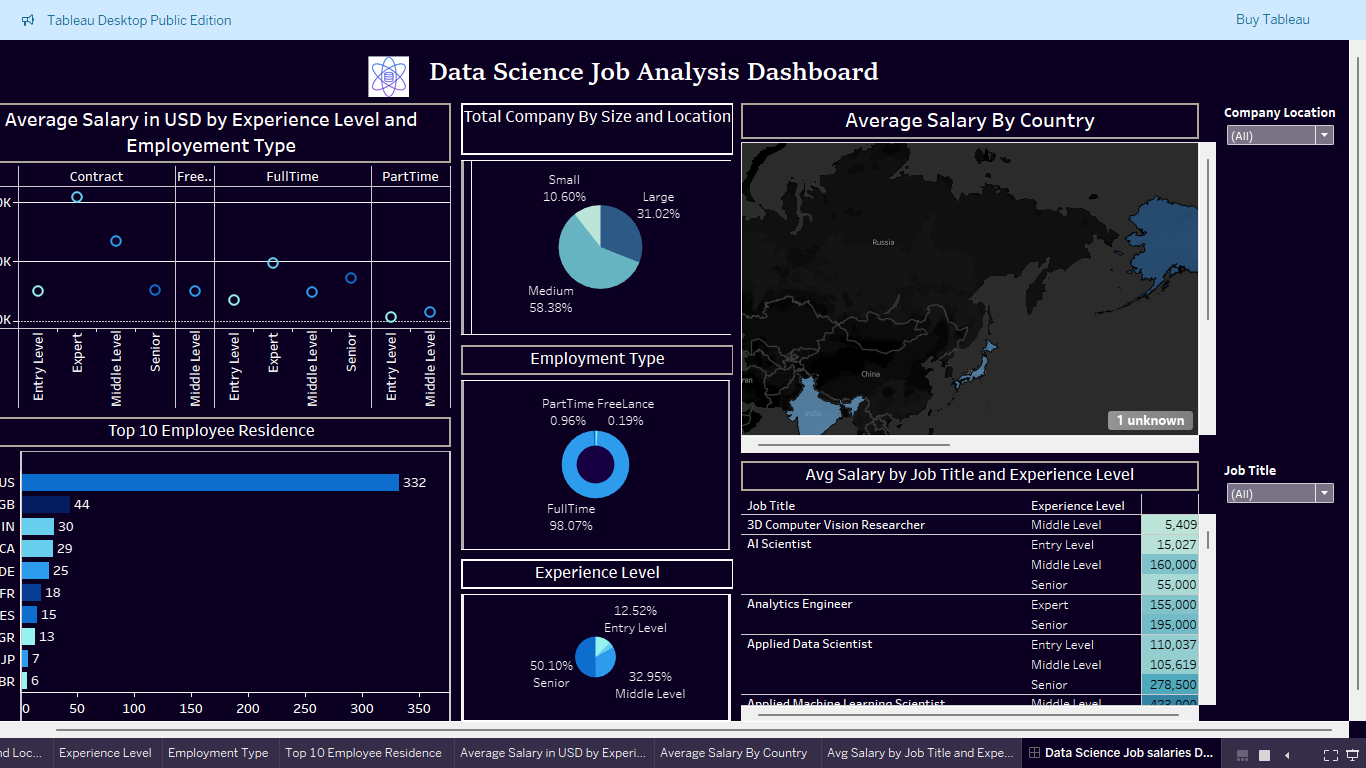 Tableau Desktop Public Edition
Buy Tableau
Data Science Job Analysis Dashboard
Average Salary in USD by Experience Level and
Employement Type
Contract
Free..
FullTime
PartTime
0K
0K
0K
Entry Level
Expert
Middle Level
Senior
Middle Level
Entry Level
Expert
Middle Level
Senior
Entry Level
Middle Level
Top 10 Employee Residence
US 332
GB 44
IN 30
CA 29
DE 25
FR 18
ES 15
GR 13
JP 7
BR 6
0 50 100 150 200 250 300 350
Total Company By Size and Location
Small
10.60%
Large
31.02%
Medium
58.38%
Employment Type
PartTime FreeLance
0.96% 0.19%
FullTime
98.07%
Experience Level
12.52%
Entry Level
50.10%
Senior
32.95%
Middle Level
Average Salary By Country
Russia
China
ran
India
1 unknown
Avg Salary by Job Title and Experience Level
Job Title Experience Level
3D Computer Vision Researcher Middle Level 5,409
AI Scientist Entry Level 15,027
Middle Level 160,000
Senior 55,000
Analytics Engineer Expert 155,000
Senior 195,000
Applied Data Scientist Entry Level 110,037
Middle Level 105,619
Senior 278,500
Applied Machine Learning Scientist Middle Level 423,000
Company Location
(All)
Job Title
(All)
nd Loc...
Experience Level
Employment Type
Top 10 Employee Residence
Average Salary in USD by Experi...
Average Salary By Country
Avg Salary by Job Title and Expe...
Data Science Job salaries D...